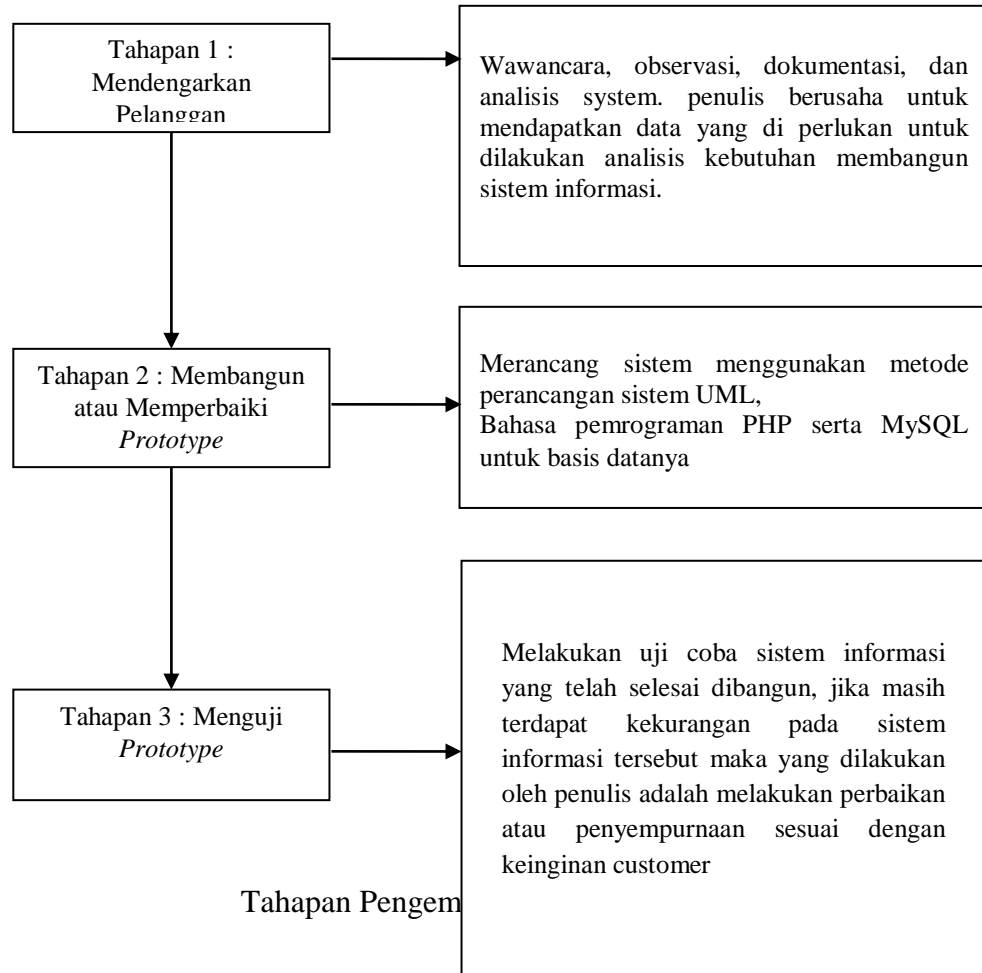 Tahapan 1 :
Mendengarkan
Pelanggan
Wawancara, observasi, dokumentasi, dan
analisis system. penulis berusaha untuk
mendapatkan data yang di perlukan untuk
dilakukan analisis kebutuhan membangun
sistem informasi.
Tahapan 2 : Membangun
atau Memperbaiki
Prototype
Merancang sistem menggunakan metode
perancangan sistem UML,
Bahasa pemrograman PHP serta MySQL
untuk basis datanya
Tahapan 3 : Menguji
Prototype
Melakukan uji coba sistem informasi
yang telah selesai dibangun, jika masih
terdapat kekurangan pada sistem
informasi tersebut maka yang dilakukan
oleh penulis adalah melakukan perbaikan
atau penyempurnaan sesuai dengan
keinginan customer
Tahapan Pengem